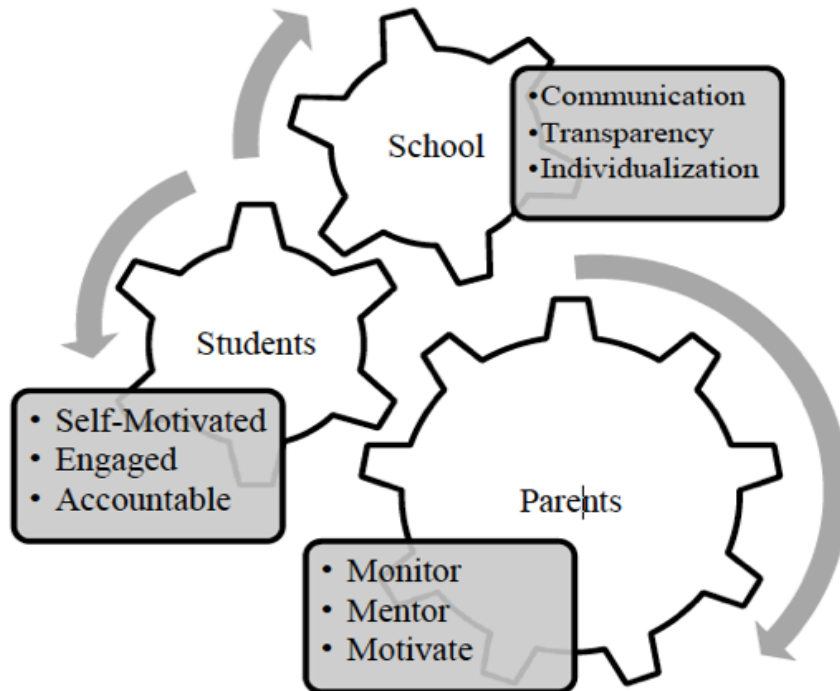 School
•Communication
•Transparency
•Individualization
Students
• Self-Motivated
• Engaged
• Accountable
Parents
• Monitor
• Mentor
• Motivate